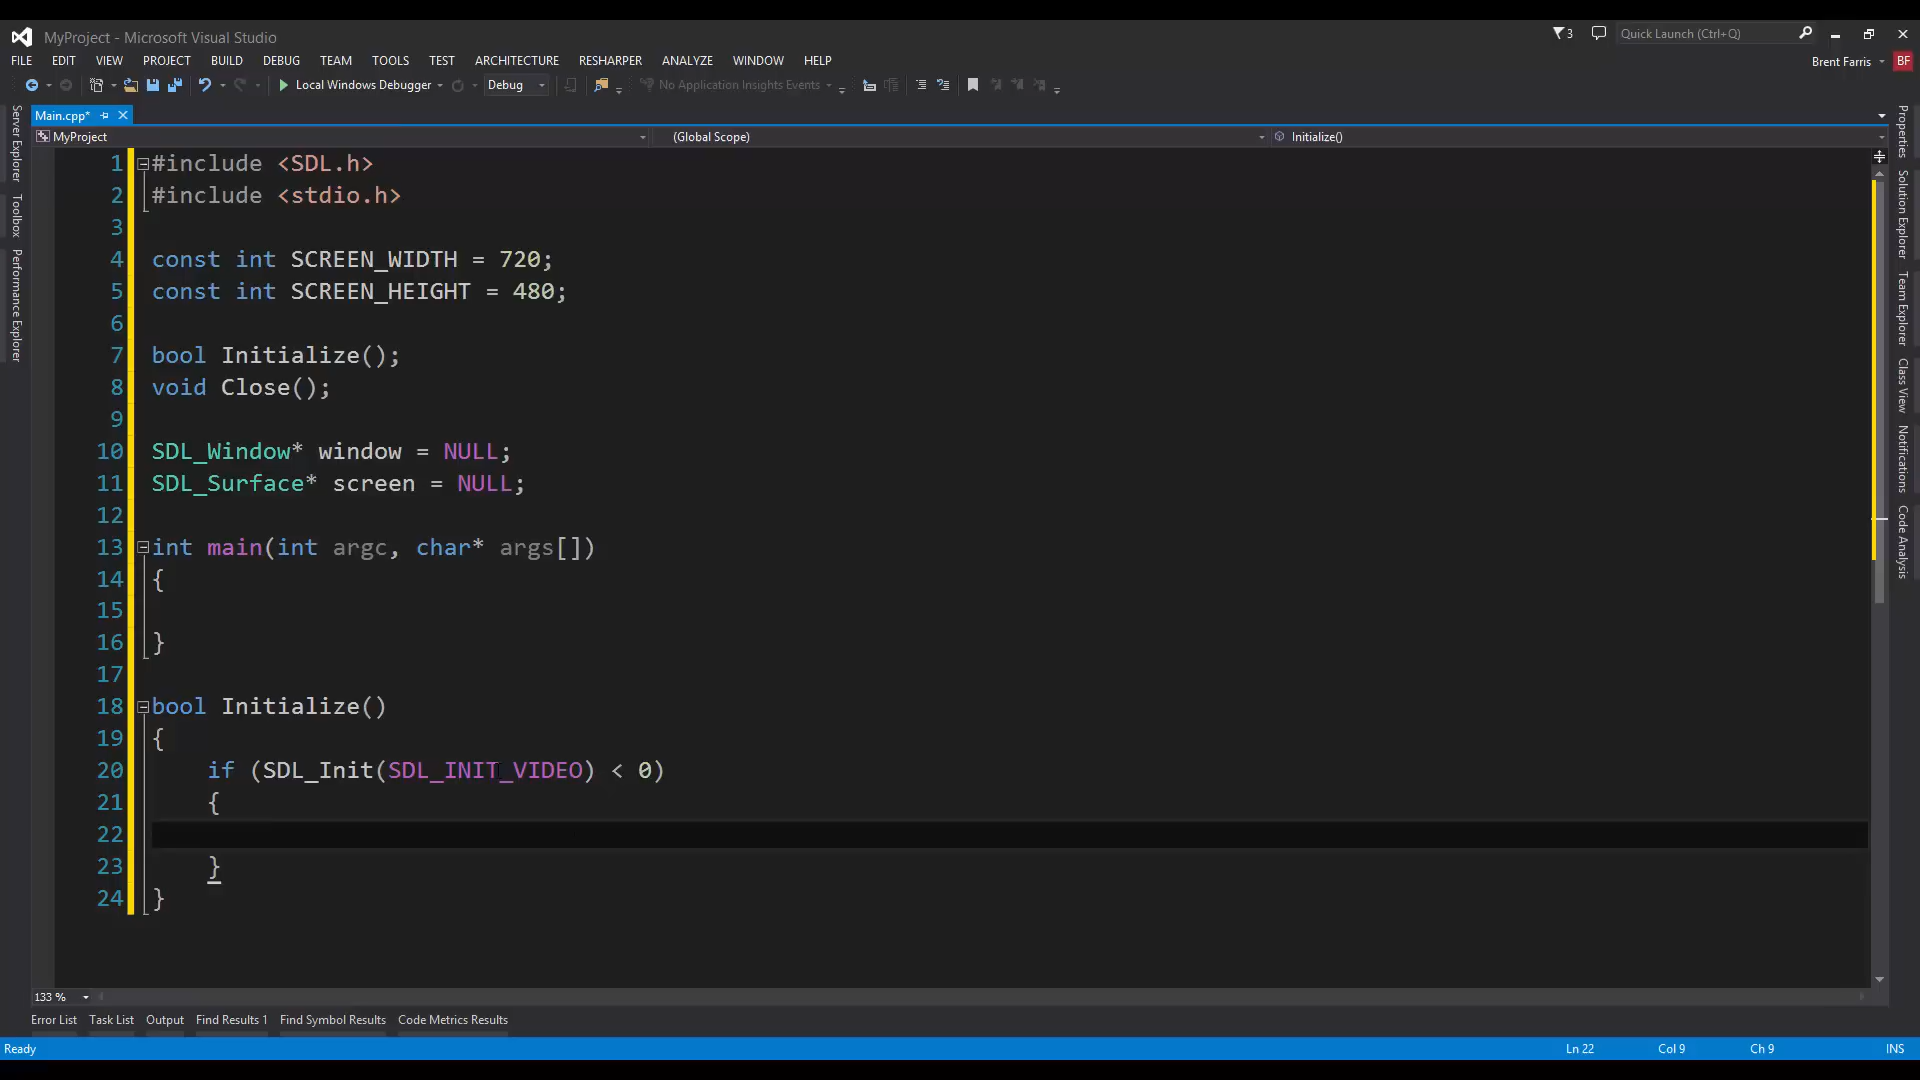 MyProject - Microsoft Visual Studio
3
Quick Launch (Ctrl+Q)
FILE EDIT VIEW PROJECT BUILD DEBUG TEAM TOOLS TEST ARCHITECTURE RESHARPER ANALYZE WINDOW HELP
Brent Farris BF
Local Windows Debugger Debug No Application Insights Events
Main.cpp*
MyProject (Global Scope) Initialize()
Server Explorer
Toolbox
Performance Explorer
1 #include <SDL.h>
2 #include <stdio.h>
3
4 const int SCREEN_WIDTH = 720;
5 const int SCREEN_HEIGHT = 480;
6
7 bool Initialize();
8 void Close();
9
10 SDL_Window* window = NULL;
11 SDL_Surface* screen = NULL;
12
13 int main(int argc, char* args[])
14 {
15
16 }
17
18 bool Initialize()
19 {
20 if (SDL_Init(SDL_INIT_VIDEO) < 0)
21 {
22
23 }
24 }
Properties
Solution Explorer
Team Explorer
Class View
Notifications
Code Analysis
133 %
Error List Task List Output Find Results 1 Find Symbol Results Code Metrics Results
Ready Ln 22 Col 9 Ch 9 INS